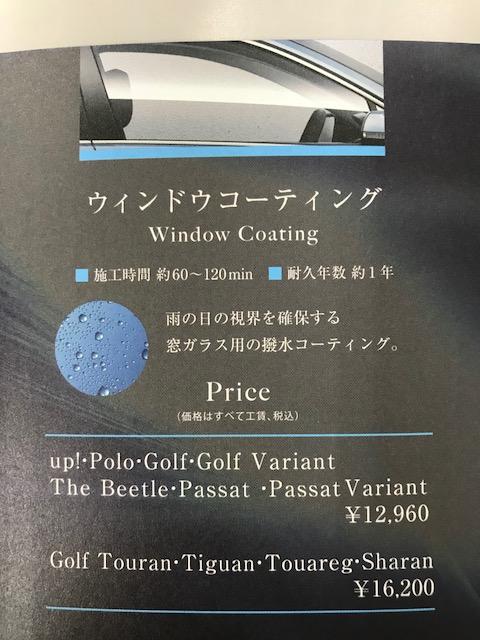 ウィンドウコーティング
Window Coating
■ 施工時間 約60〜120min ■ 耐久年数 約1年
雨の日の視界を確保する
窓ガラス用の撥水コーティング。
Price
(価格はすべて工賃、税込)
up!・Polo・Golf・Golf Variant
The Beetle・Passat ・Passat Variant
¥12,960
Golf Touran・Tiguan・Touareg・Sharan
¥16,200